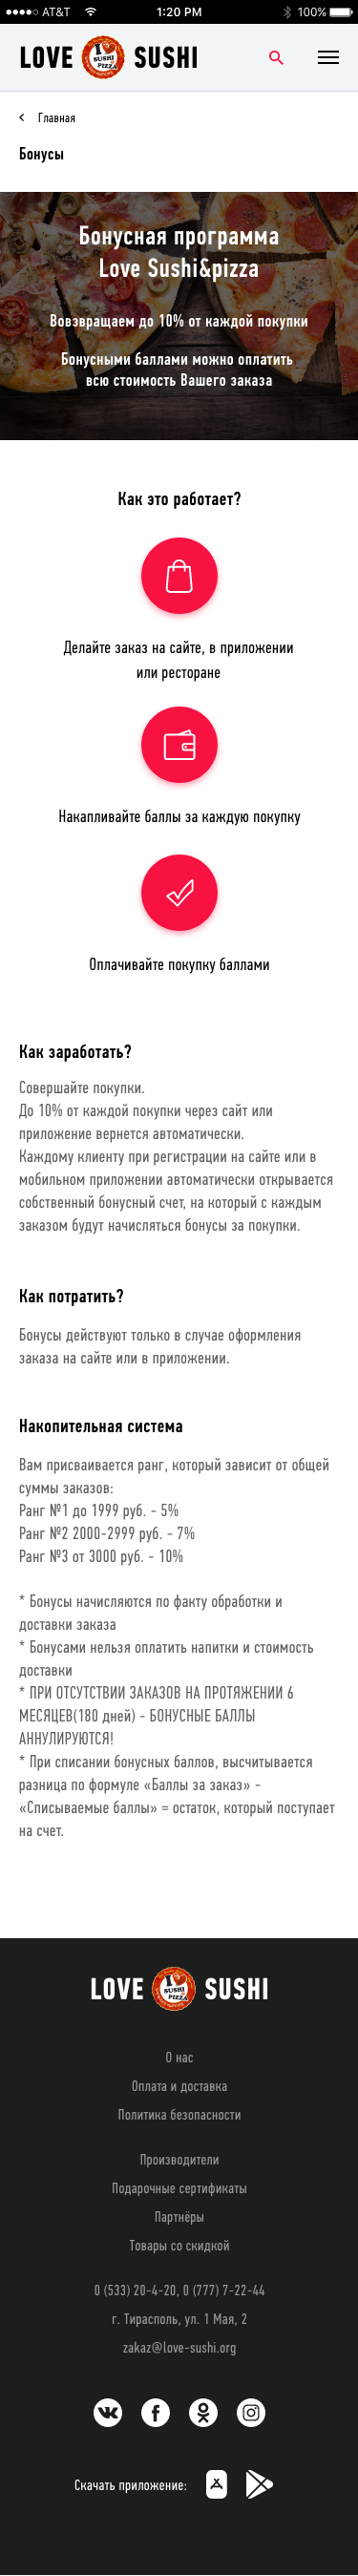 AT&T 1:20 PM 100%
LOVE I SUSHI PIZZA SUSHI
Главная
Бонусы
Бонусная программа
Love Sushi&pizza
Вовзвращаем до 10% от каждой покупки
Бонусными баллами можно оплатить
всю стоимость Вашего заказа
Как это работает?
Делайте заказ на сайте, в приложении
или ресторане
Накапливайте баллы за каждую покупку
Оплачивайте покупку баллами
Как заработать?
Совершайте покупки.
До 10% от каждой покупки через сайт или
приложение вернется автоматически.
Каждому клиенту при регистрации на сайте или в
мобильном приложении автоматически открывается
собственный бонусный счет, на который с каждым
заказом будут начисляться бонусы за покупки.
Как потратить?
Бонусы действуют только в случае оформления
заказа на сайте или в приложении.
Накопительная система
Вам присваивается ранг, который зависит от общей
суммы заказов:
Ранг №1 до 1999 руб. - 5%
Ранг №2 2000-2999 руб. - 7%
Ранг №3 от 3000 руб. - 10%
* Бонусы начисляются по факту обработки и
доставки заказа
* Бонусами нельзя оплатить напитки и стоимость
доставки
* ПРИ ОТСУТСТВИИ ЗАКАЗОВ НА ПРОТЯЖЕНИИ 6
МЕСЯЦЕВ(180 дней) - БОНУСНЫЕ БАЛЛЫ
АННУЛИРУЮТСЯ!
* При списании бонусных баллов, высчитывается
разница по формуле «Баллы за заказ» -
«Списываемые баллы» = остаток, который поступает
на счет.
LOVE I SUSHI PIZZA SUSHI
О нас
Оплата и доставка
Политика безопасности
Производители
Подарочные сертификаты
Партнёры
Товары со скидкой
0 (533) 20-4-20, 0 (777) 7-22-44
г. Тирасполь, ул. 1 Мая, 2
zakaz@love-sushi.org
Скачать приложение: